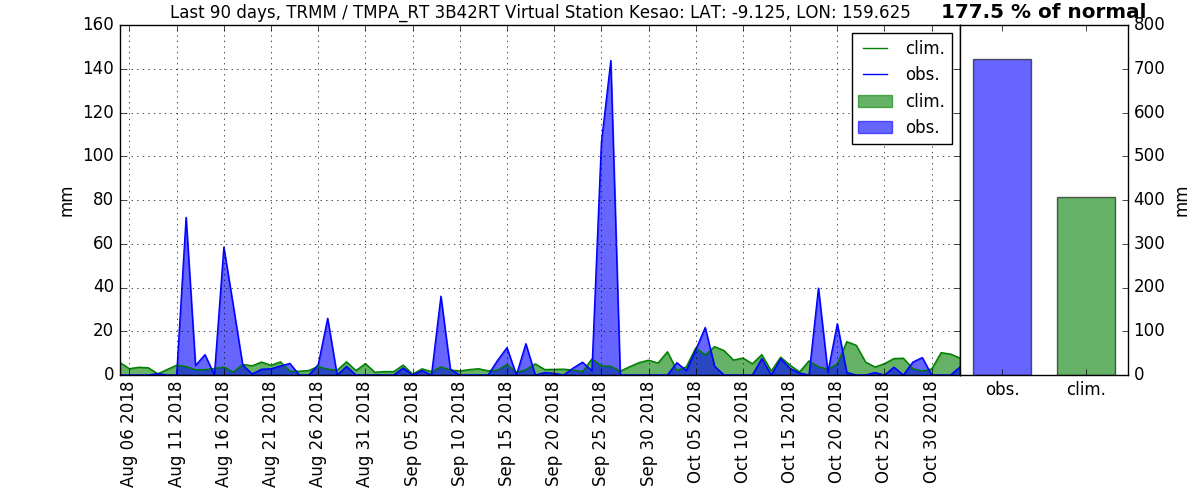 Last 90 days, TRMM / TMPA_RT 3B42RT Virtual Station Kesao: LAT: -9.125, LON: 159.625
177.5 % of normal
160
140
120
100
80
60
40
20
0
mm
clim.
obs.
clim.
obs.
Aug 06 2018
Aug 11 2018
Aug 16 2018
Aug 21 2018
Aug 26 2018
Aug 31 2018
Sep 05 2018
Sep 10 2018
Sep 15 2018
Sep 20 2018
Sep 25 2018
Sep 30 2018
Oct 05 2018
Oct 10 2018
Oct 15 2018
Oct 20 2018
Oct 25 2018
Oct 30 2018
800
700
600
500
400
300
200
100
0
mm
obs.
clim.